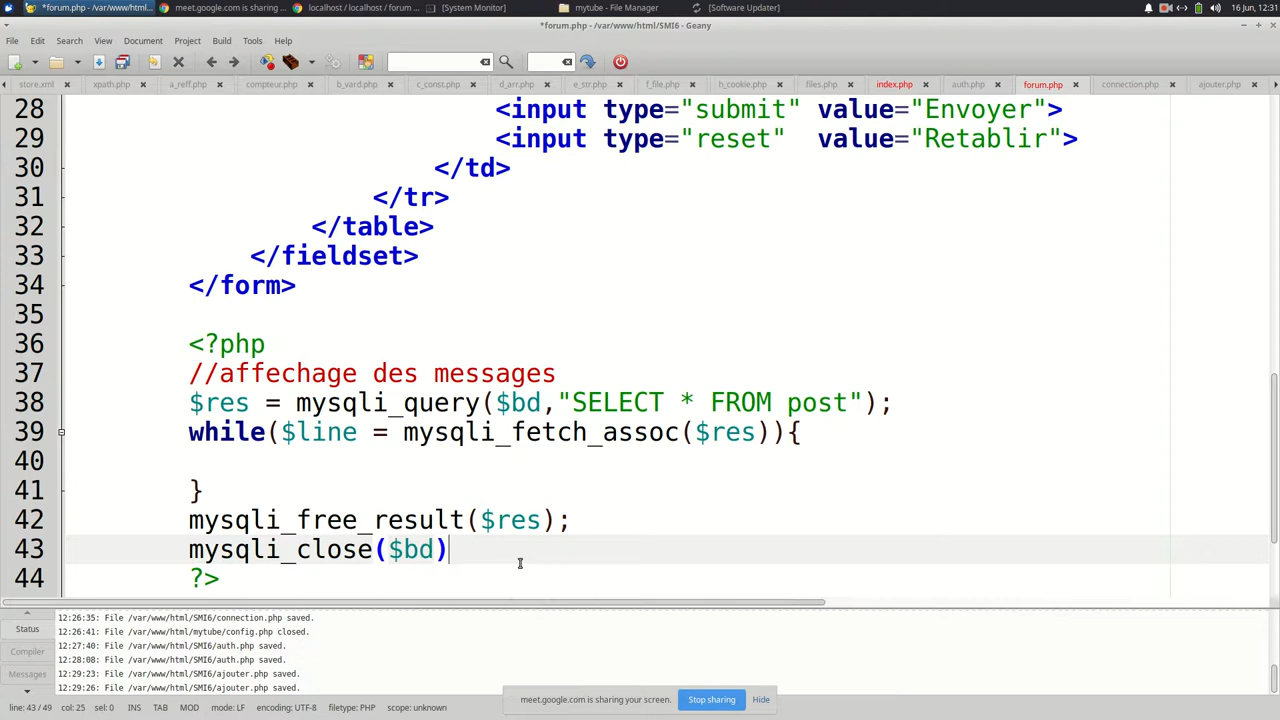 *forum.php - /var/www/html... meet.google.com is sharing ... localhost / localhost / forum ... [System Monitor] mytube - File Manager [Software Updater] 16 Jun, 12:31
*forum.php - /var/www/html/SMI6 - Geany
File Edit Search View Document Project Build Tools Help
store.xml xpath.php a_reff.php compteur.php b_vard.php c_const.php d_arr.php e_str.php f_file.php h_cookie.php files.php index.php auth.php forum.php connection.php ajouter.php
28 <input type="submit" value="Envoyer">
29 <input type="reset"  value="Retablir">
30 </td>
31 </tr>
32 </table>
33 </fieldset>
34 </form>
35
36 <?php
37 //affechage des messages
38 $res = mysqli_query($bd,"SELECT * FROM post");
39 while($line = mysqli_fetch_assoc($res)){
40
41 }
42 mysqli_free_result($res);
43 mysqli_close($bd)
44 ?>
Status
Compiler
Messages
12:26:35: File /var/www/html/SMI6/connection.php saved.
12:26:41: File /var/www/html/mytube/config.php closed.
12:27:40: File /var/www/html/SMI6/auth.php saved.
12:28:08: File /var/www/html/SMI6/auth.php saved.
12:29:23: File /var/www/html/SMI6/ajouter.php saved.
12:29:26: File /var/www/html/SMI6/ajouter.php saved.
meet.google.com is sharing your screen. Stop sharing Hide
43 / 49 col: 25 sel: 0 INS TAB MOD mode: LF encoding: UTF-8 filetype: PHP scope: unknown